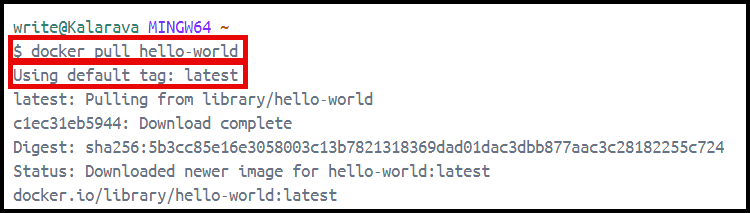 write@Kalarava MINGW64 ~
$ docker pull hello-world
Using default tag: latest
latest: Pulling from library/hello-world
c1ec31eb5944: Download complete
Digest: sha256:5b3cc85e16e3058003c13b7821318369dad01dac3dbb877aac3c28182255c724
Status: Downloaded newer image for hello-world:latest
docker.io/library/hello-world:latest